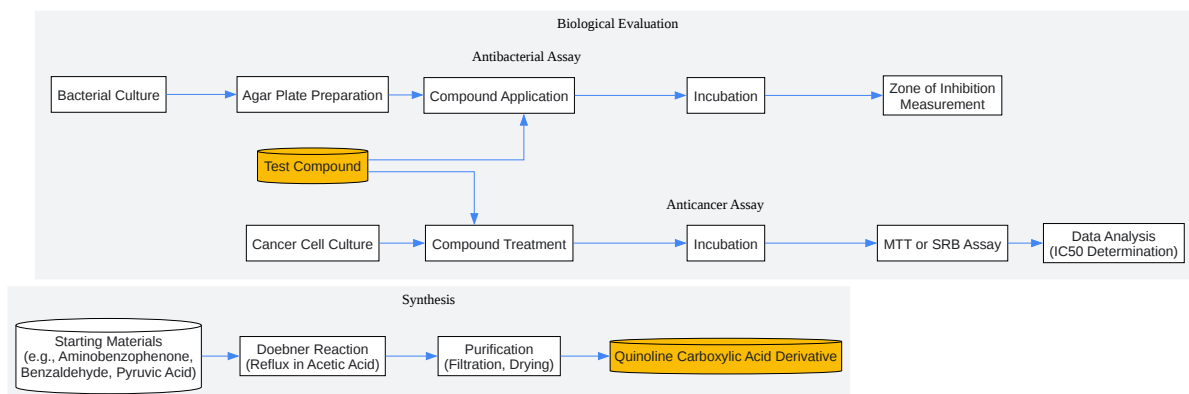 Biological Evaluation
Antibacterial Assay
Bacterial Culture
Agar Plate Preparation
Compound Application
Incubation
Zone of Inhibition
Measurement
Test Compound
Anticancer Assay
Cancer Cell Culture
Compound Treatment
Incubation
MTT or SRB Assay
Data Analysis
(IC50 Determination)
Synthesis
Starting Materials
(e.g., Aminobenzophenone,
Benzaldehyde, Pyruvic Acid)
Doebner Reaction
(Reflux in Acetic Acid)
Purification
(Filtration, Drying)
Quinoline Carboxylic Acid Derivative